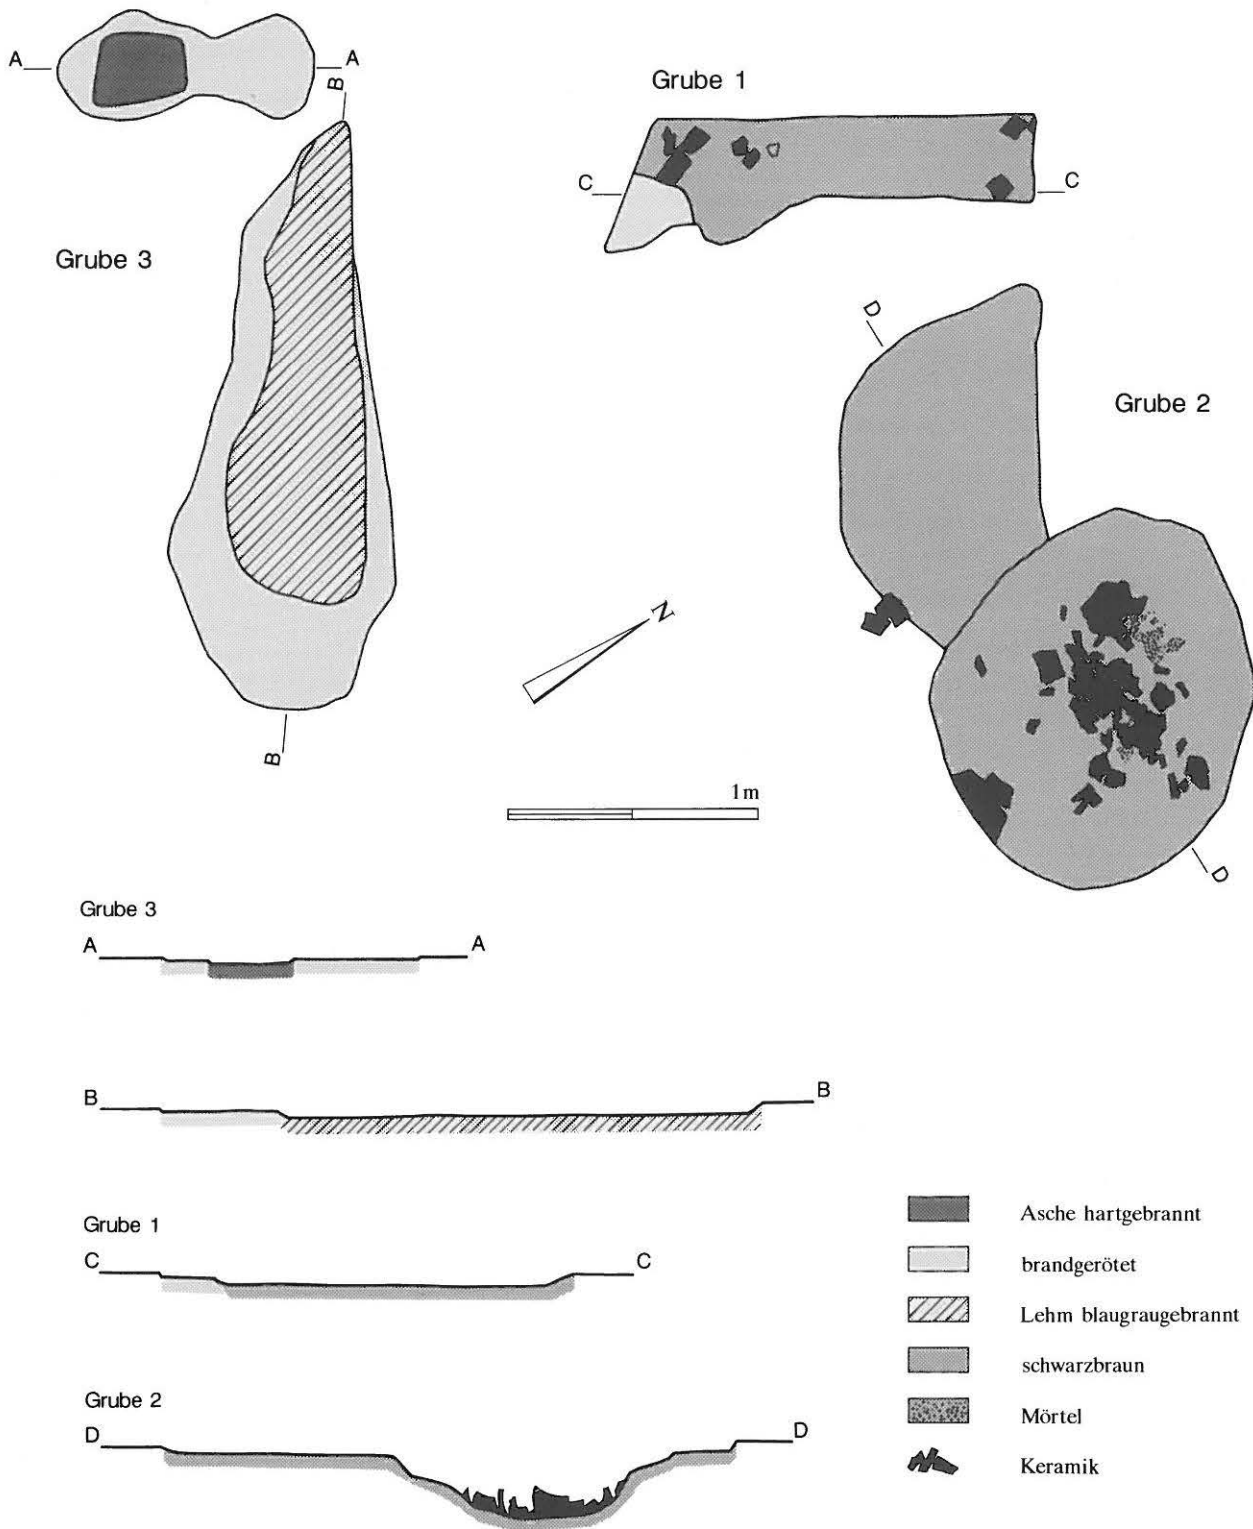 A A
B
Grube 1
C C
Grube 3
D
Grube 2
N
B
1m
D
Grube 3
A A
B B
Grube 1
C C
Grube 2
D D
Asche hartgebrannt
brandgerötet
Lehm blaugraugebrannt
schwarzbraun
Mörtel
Keramik